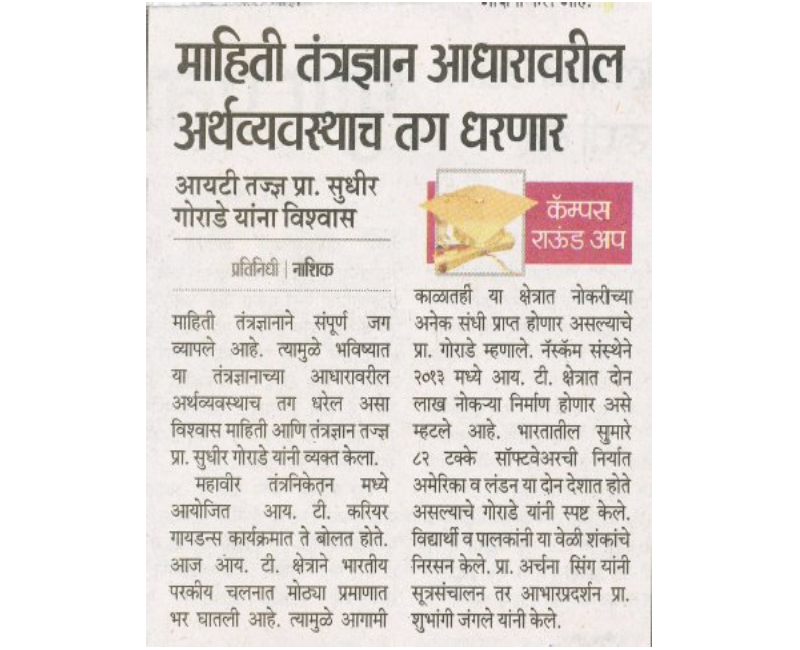 माहिती तंत्रज्ञान आधारावरील
अर्थव्यवस्थाच तग धरणार
आयटी तज्ज्ञ प्रा. सुधीर
गोराडे यांना विश्वास
प्रतिनिधी | नाशिक
माहिती तंत्रज्ञानाने संपूर्ण जग
व्यापले आहे. त्यामुळे भविष्यात
या तंत्रज्ञानाच्या आधारावरील
अर्थव्यवस्थाच तग धरेल असा
विश्वास माहिती आणि तंत्रज्ञान तज्ज्ञ
प्रा. सुधीर गोराडे यांनी व्यक्त केला.
महावीर तंत्रनिकेतन मध्ये
आयोजित आय. टी. करियर
गायडन्स कार्यक्रमात ते बोलत होते.
आज आय. टी. क्षेत्राने भारतीय
परकीय चलनात मोठ्या प्रमाणात
भर घातली आहे. त्यामुळे आगामी
कॅम्पस
राऊंड अप
काळातही या क्षेत्रात नोकरीच्या
अनेक संधी प्राप्त होणार असल्याचे
प्रा. गोराडे म्हणाले. नॅस्कॅम संस्थेने
२०१३ मध्ये आय. टी. क्षेत्रात दोन
लाख नोकऱ्या निर्माण होणार असे
म्हटले आहे. भारतातील सुमारे
८२ टक्के सॉफ्टवेअरची निर्यात
अमेरिका व लंडन या दोन देशात होते
असल्याचे गोराडे यांनी स्पष्ट केले.
विद्यार्थी व पालकांनी या वेळी शंकांचे
निरसन केले. प्रा. अर्चना सिंग यांनी
सूत्रसंचालन तर आभारप्रदर्शन प्रा.
शुभांगी जंगले यांनी केले.